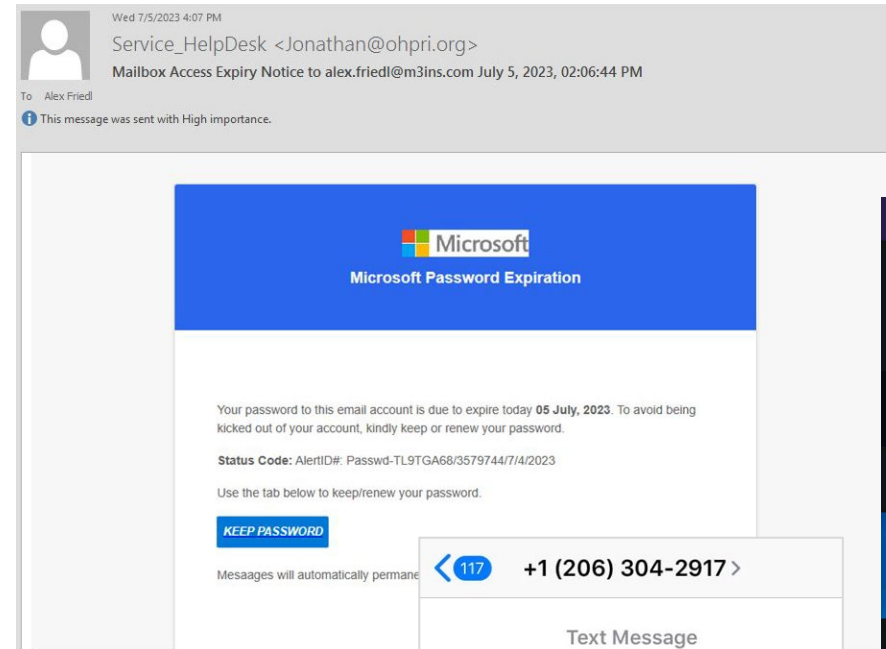 Wed 7/5/2023 4:07 PM
Service_HelpDesk <Jonathan@ohpri.org>
Mailbox Access Expiry Notice to alex.friedl@m3ins.com July 5, 2023, 02:06:44 PM
To Alex Friedl
This message was sent with High importance.
Microsoft
Microsoft Password Expiration
Your password to this email account is due to expire today 05 July, 2023. To avoid being
kicked out of your account, kindly keep or renew your password.
Status Code: AlertID#: Passwd-TL9TGA68/3579744/7/4/2023
Use the tab below to keep/renew your password.
KEEP PASSWORD
Mesaages will automatically permane
117 +1 (206) 304-2917
Text Message